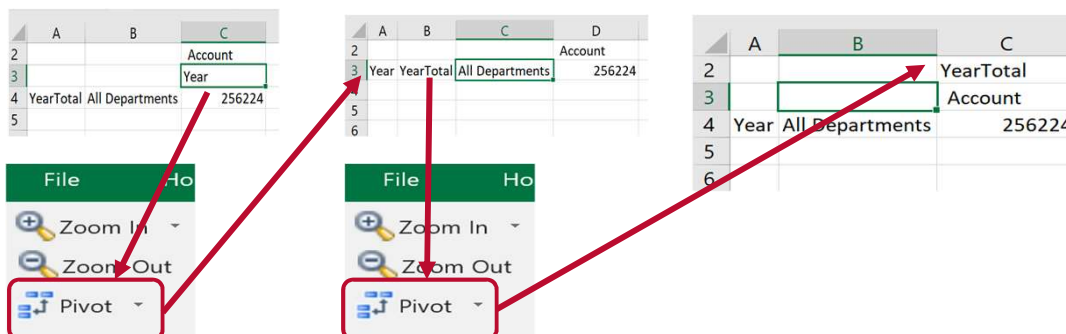 A B C
2 Account
3 Year
4 YearTotal All Departments 256224
5
File Ho
Zoom In
Zoom Out
Pivot
A B C D
2 Account
3 Year YearTotal All Departments 256224
4
5
6
File Ho
Zoom In
Zoom Out
Pivot
A B C
2 YearTotal
3 Account
4 Year All Departments 256224
5
6